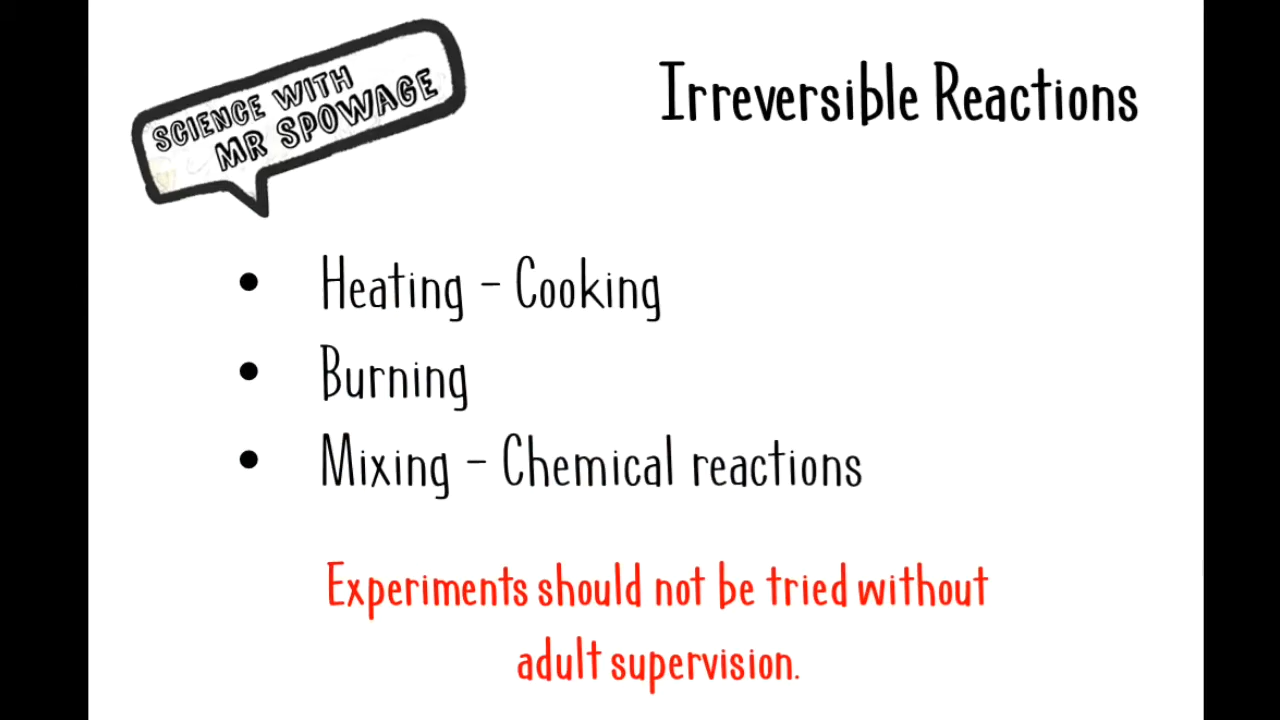 SCIENCE WITH
MR SPOWAGE
Irreversible Reactions
• Heating - Cooking
• Burning
• Mixing - Chemical reactions
Experiments should not be tried without
adult supervision.